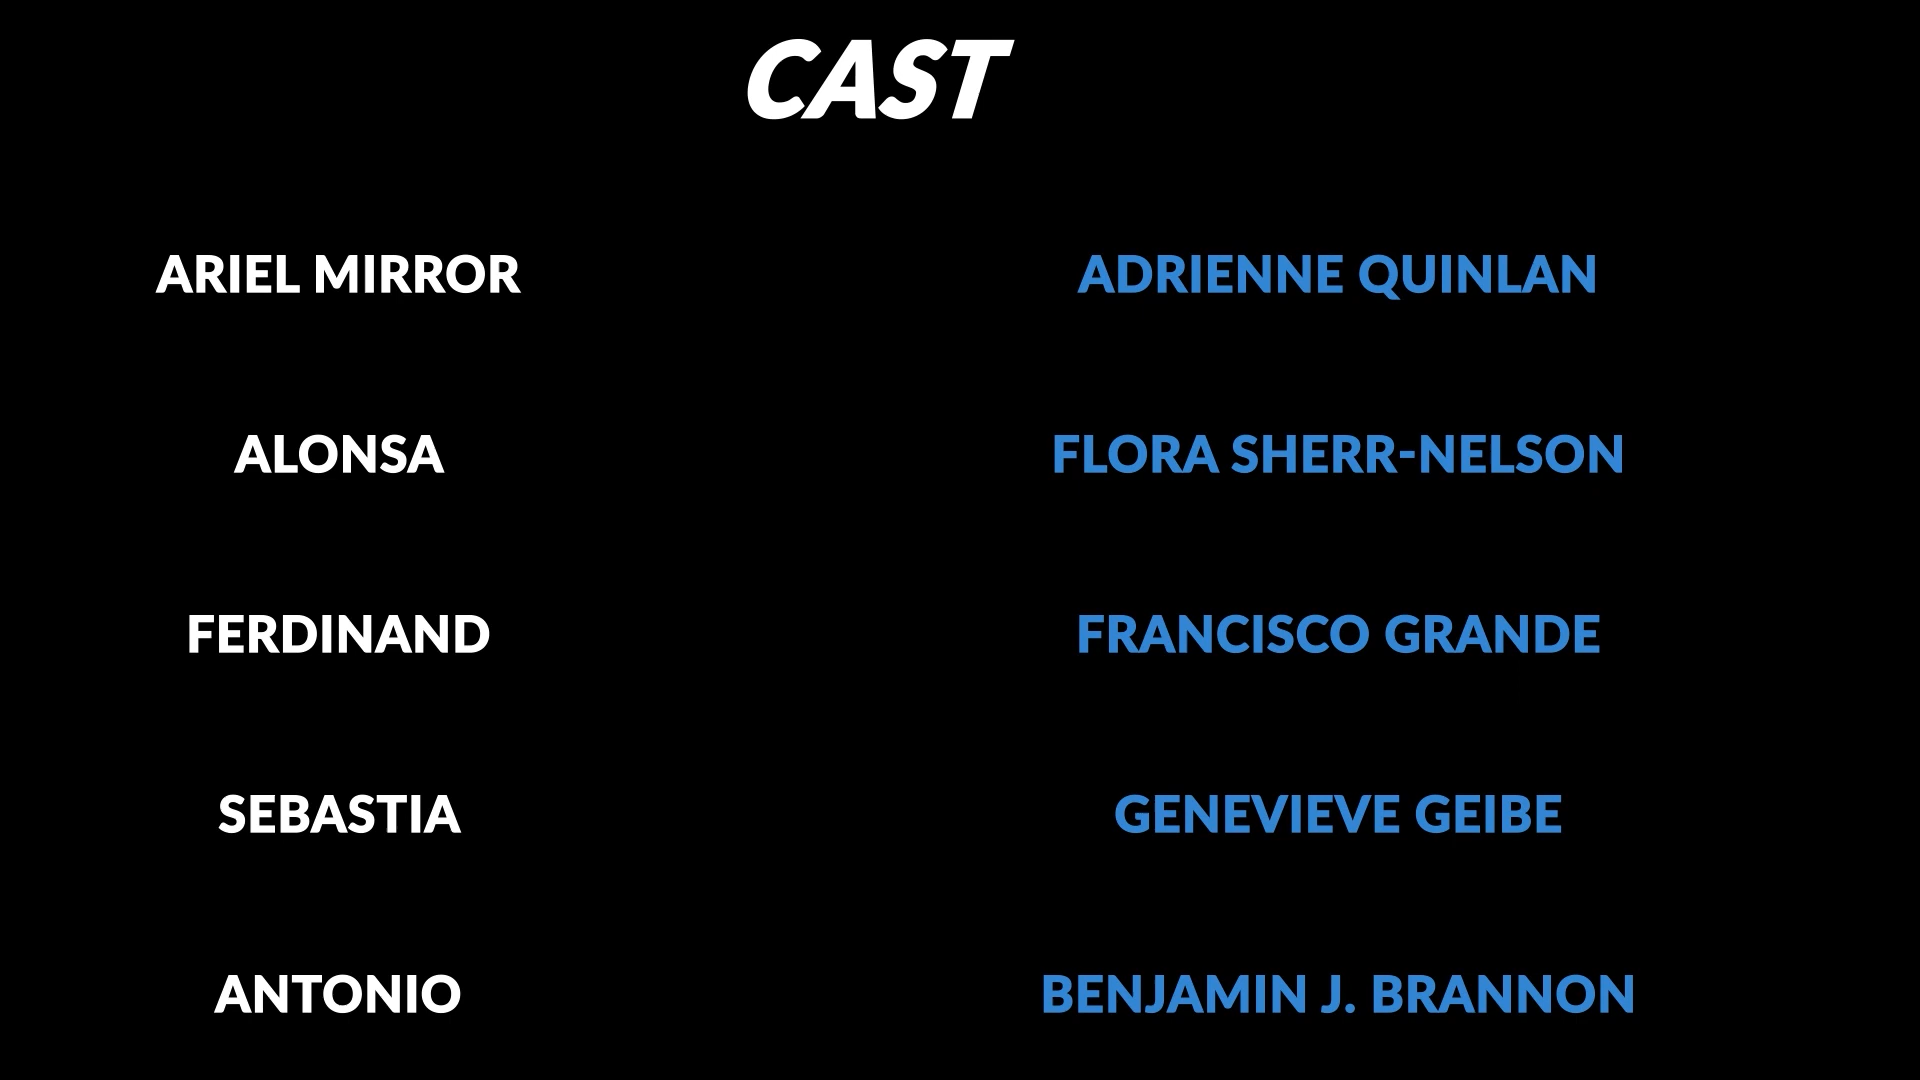 CAST
ARIEL MIRROR ADRIENNE QUINLAN
ALONSA FLORA SHERR-NELSON
FERDINAND FRANCISCO GRANDE
SEBASTIA GENEVIEVE GEIBE
ANTONIO BENJAMIN J. BRANNON